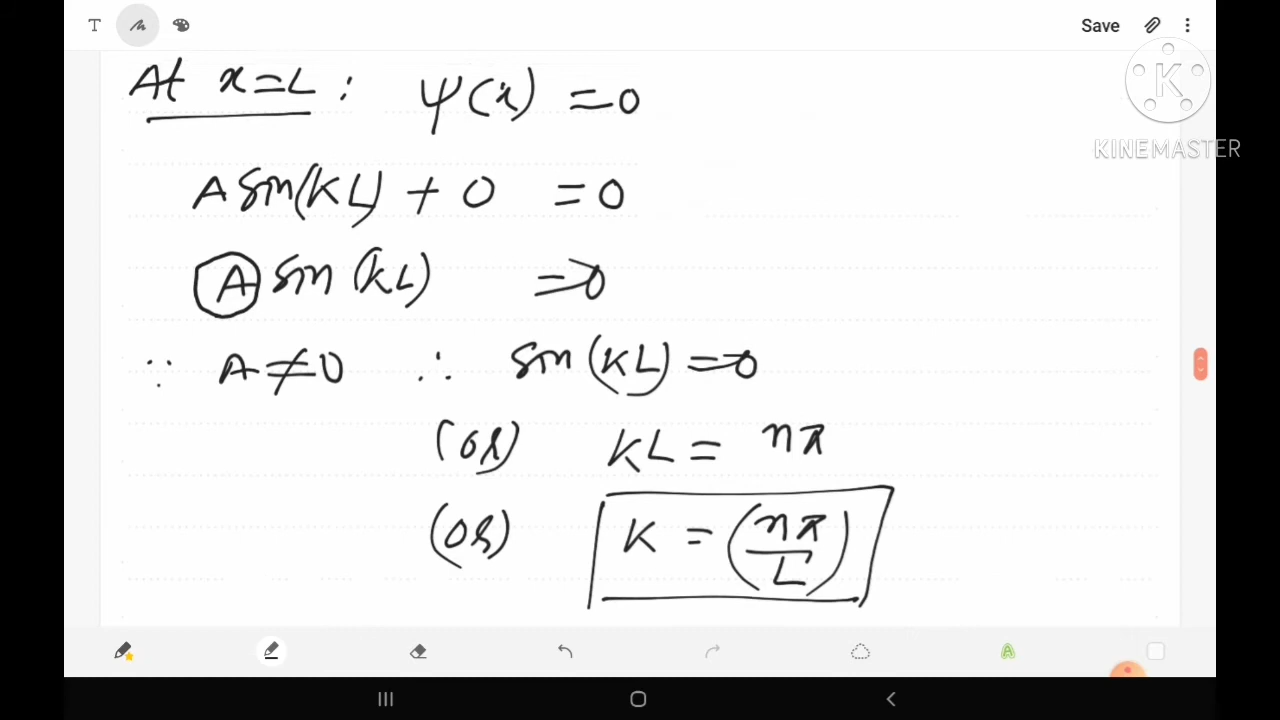 T
Save
K
KINEMASTER
At x=L : ψ(x) =0
A sin(KL) + 0 =0
A sin (kL) =0
∵ A≠0 ∴ sin (KL)=0
(or) KL = nπ
(or) K = (nπ/L)
A